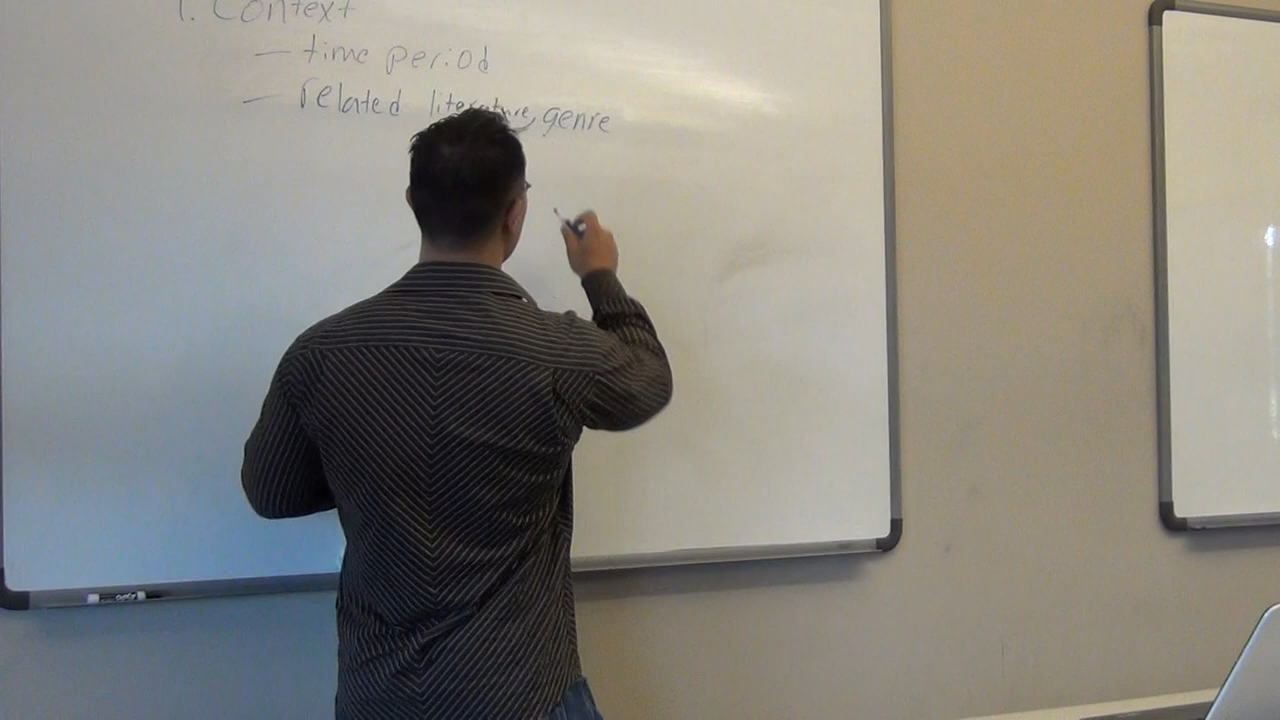 1. Context
— time period
— related literature, genre